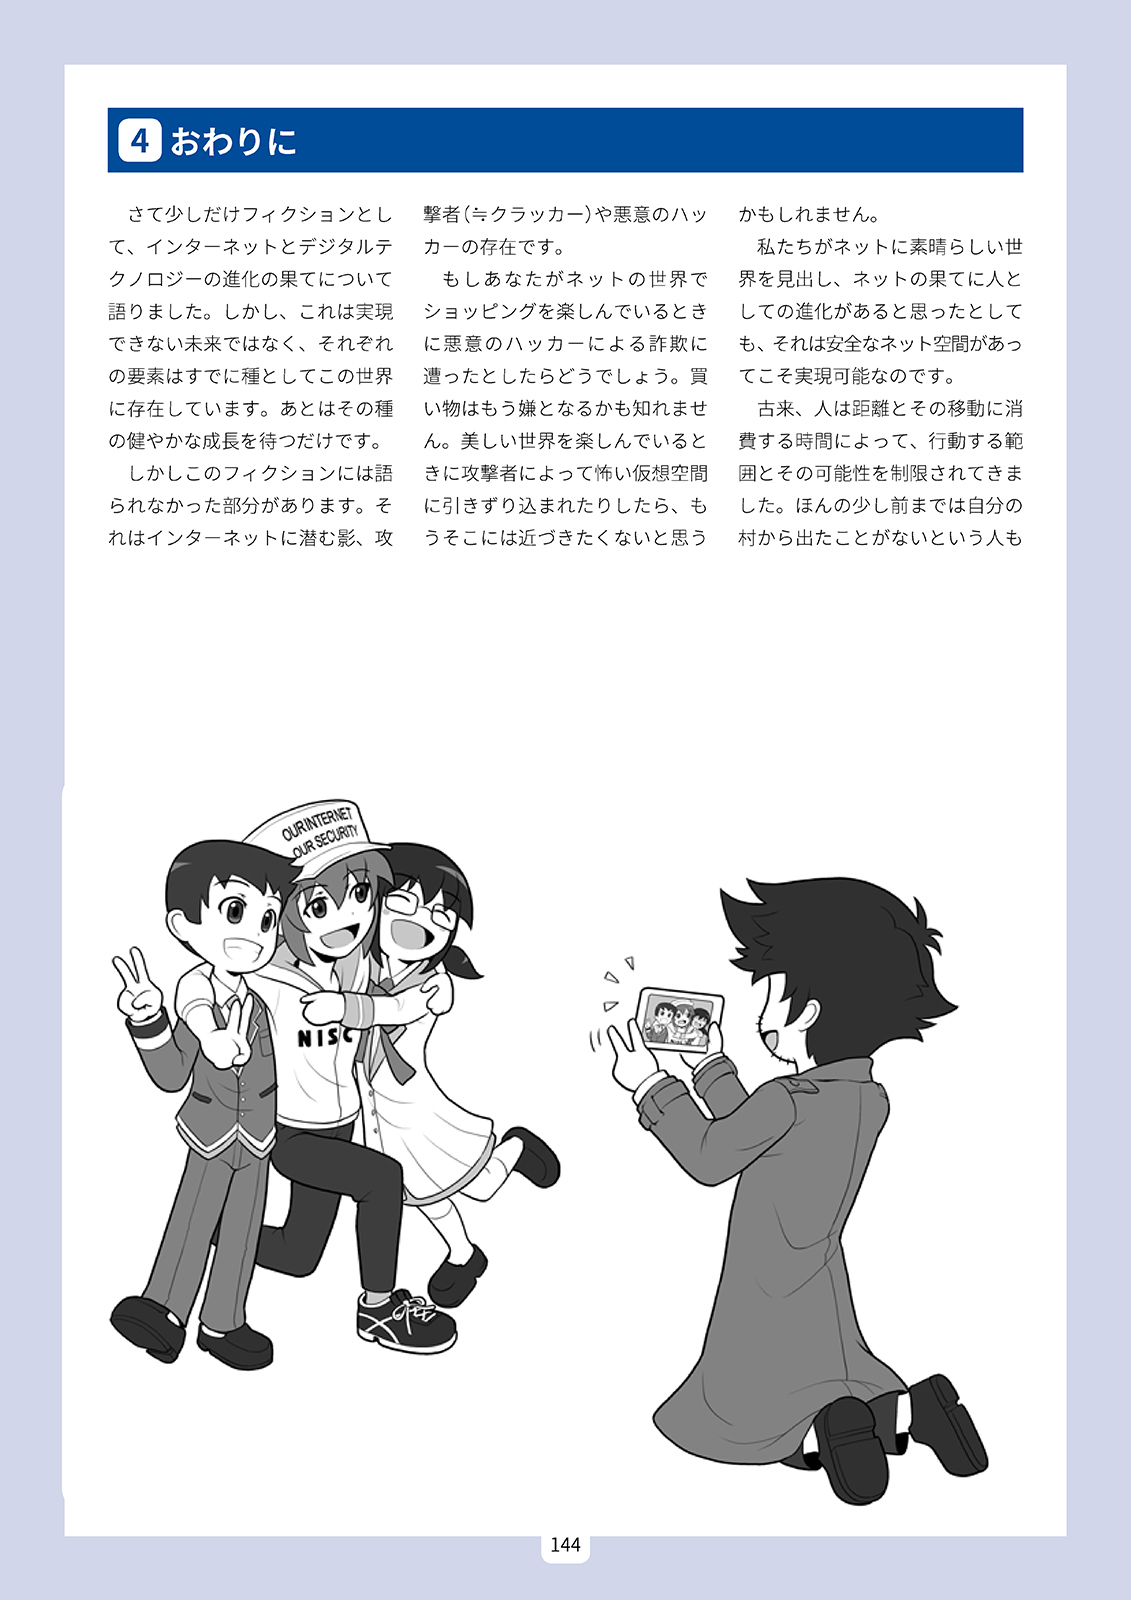 4 おわりに
　さて少しだけフィクションとし
て、インターネットとデジタルテ
クノロジーの進化の果てについて
語りました。しかし、これは実現
できない未来ではなく、それぞれ
の要素はすでに種としてこの世界
に存在しています。あとはその種
の健やかな成長を待つだけです。
　しかしこのフィクションには語
られなかった部分があります。そ
れはインターネットに潜む影、攻
撃者(≒クラッカー)や悪意のハッ
カーの存在です。
　もしあなたがネットの世界で
ショッピングを楽しんでいるとき
に悪意のハッカーによる詐欺に
遭ったとしたらどうでしょう。買
い物はもう嫌となるかも知れませ
ん。美しい世界を楽しんでいると
きに攻撃者によって怖い仮想空間
に引きずり込まれたりしたら、も
うそこには近づきたくないと思う
かもしれません。
　私たちがネットに素晴らしい世
界を見出し、ネットの果てに人と
しての進化があると思ったとして
も、それは安全なネット空間があっ
てこそ実現可能なのです。
　古来、人は距離とその移動に消
費する時間によって、行動する範
囲とその可能性を制限されてきま
した。ほんの少し前までは自分の
村から出たことがないという人も
OUR INTERNET
OUR SECURITY
NISC
144